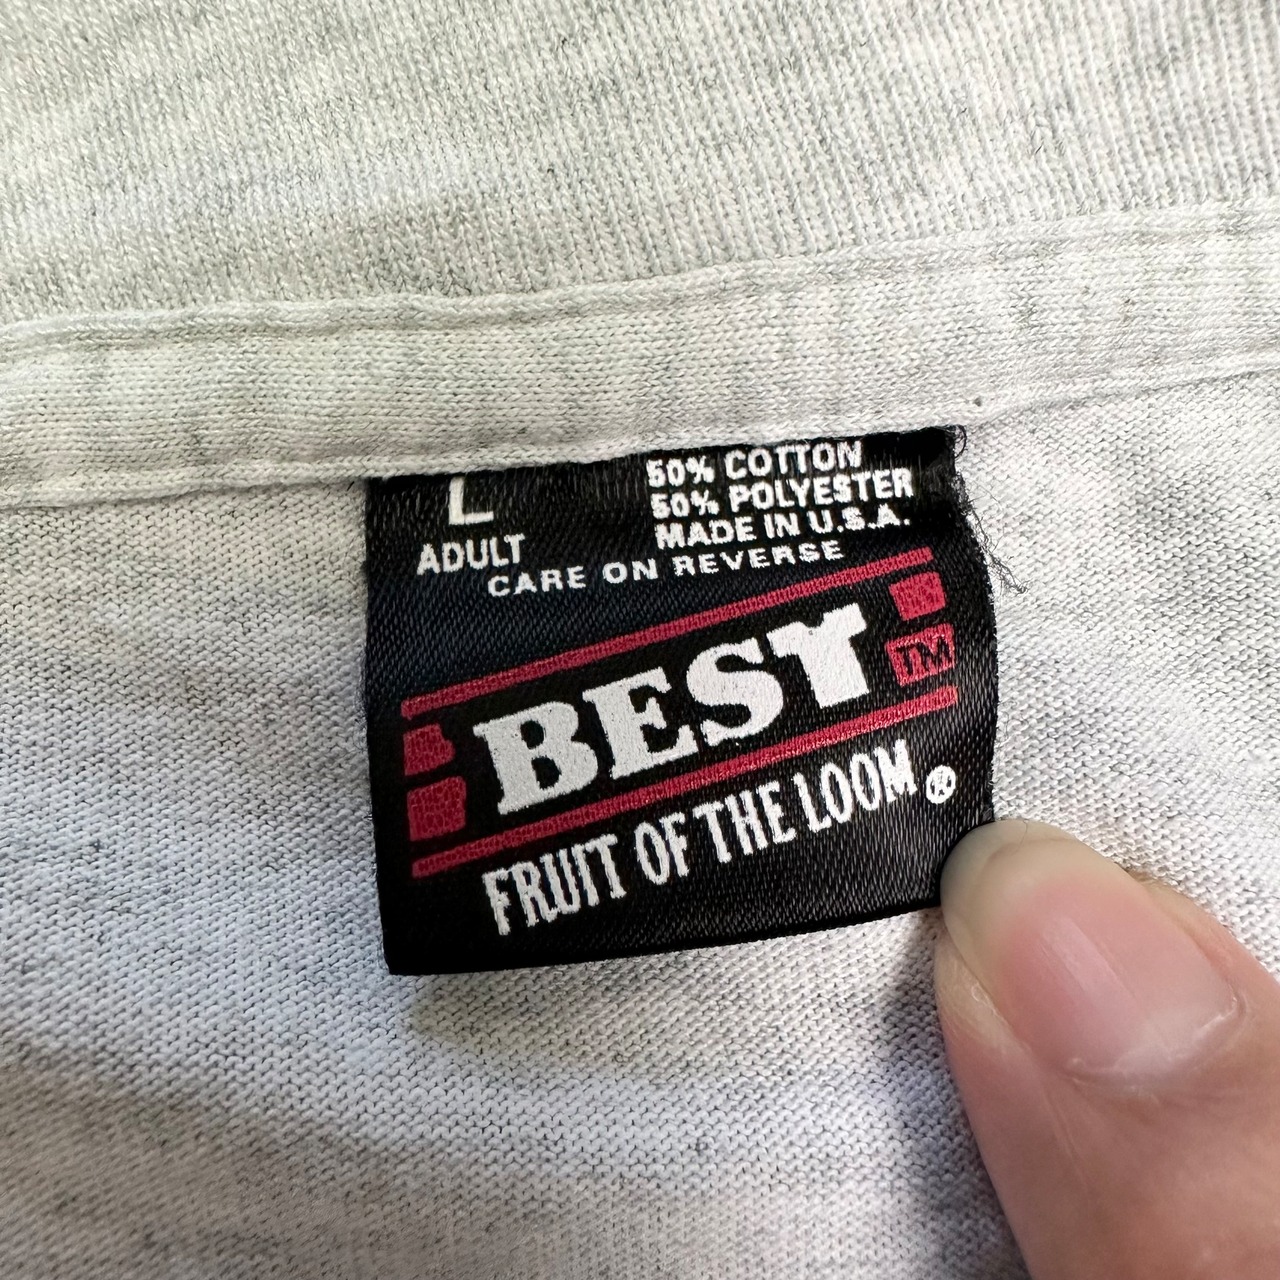 L
ADULT
50% COTTON
50% POLYESTER
MADE IN U.S.A.
CARE ON REVERSE
BEST TM
FRUIT OF THE LOOM ®